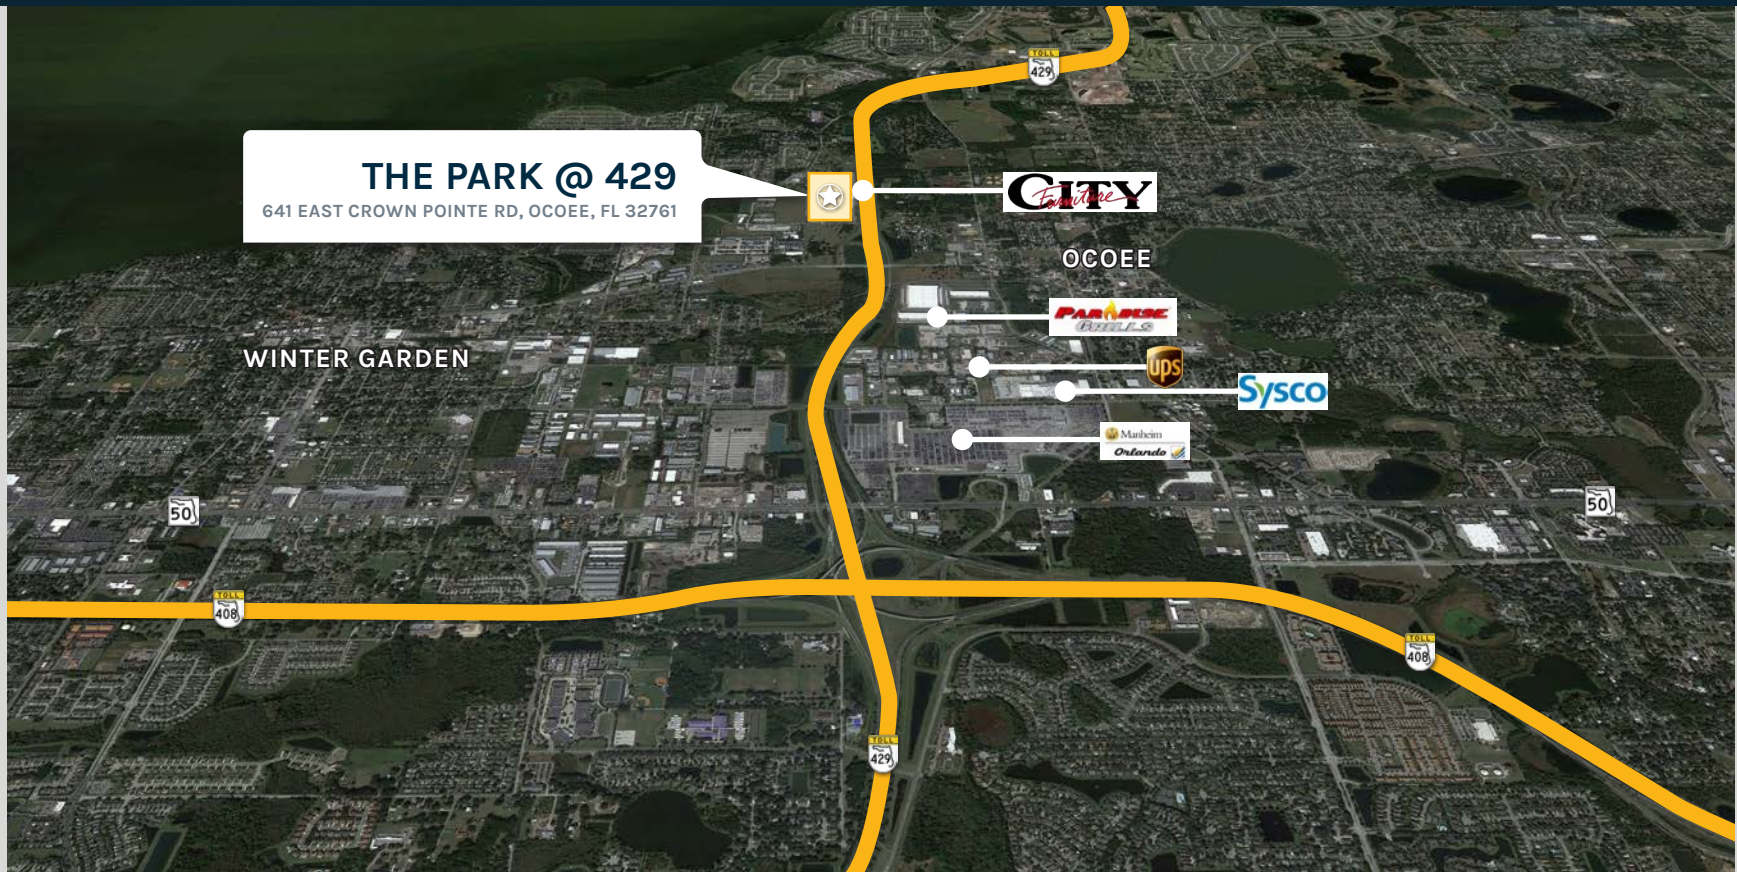 TOLL
429
THE PARK @ 429
641 EAST CROWN POINTE RD, OCOEE, FL 32761
CITY
Furniture
OCOEE
PARADISE
GRILLS
WINTER GARDEN
ups
Sysco
Manheim
Orlando
50
50
TOLL
408
TOLL
408
TOLL
429